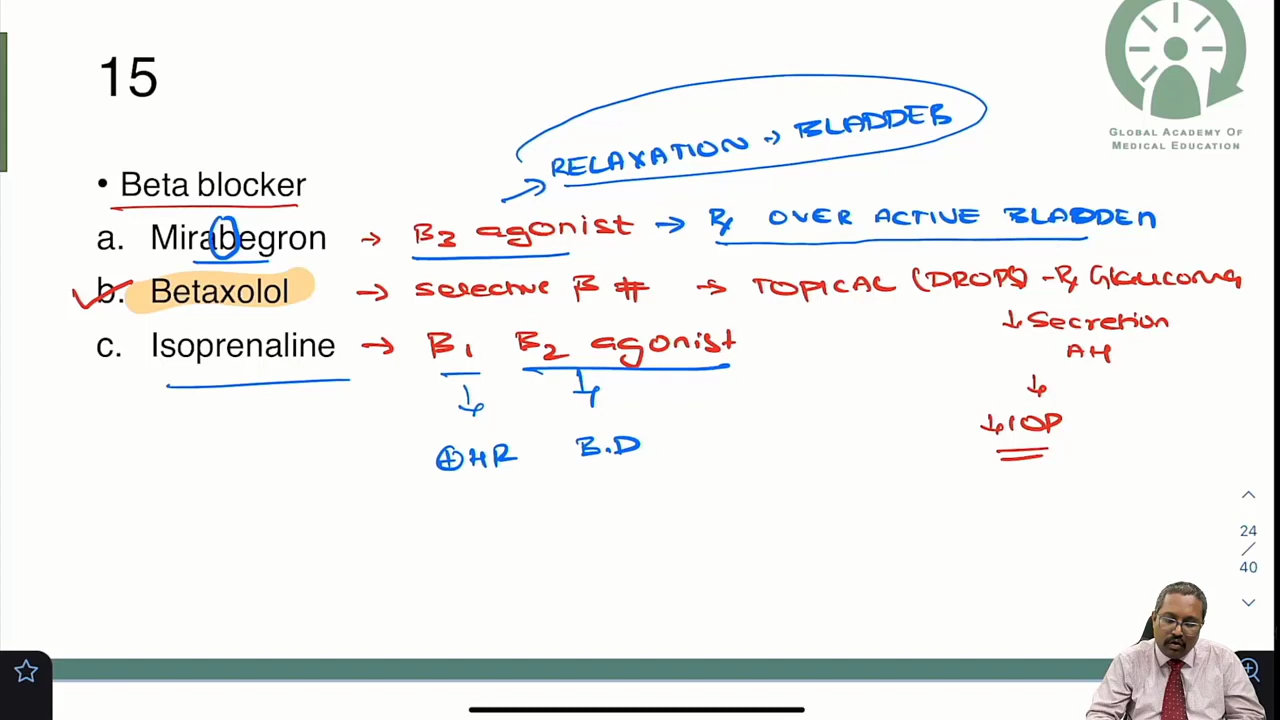 15
GLOBAL ACADEMY OF
MEDICAL EDUCATION
RELAXATION → BLADDER
• Beta blocker
a. Mirabegron → B3 agonist → Rx OVER ACTIVE BLADDER
b. Betaxolol → selective β # → TOPICAL (DROPS) - Rx Glaucoma
↓ Secretion
AH
↓
↓ IOP
c. Isoprenaline → B1 B2 agonist
↓ ↓
⊕ HR B.D
24
/
40